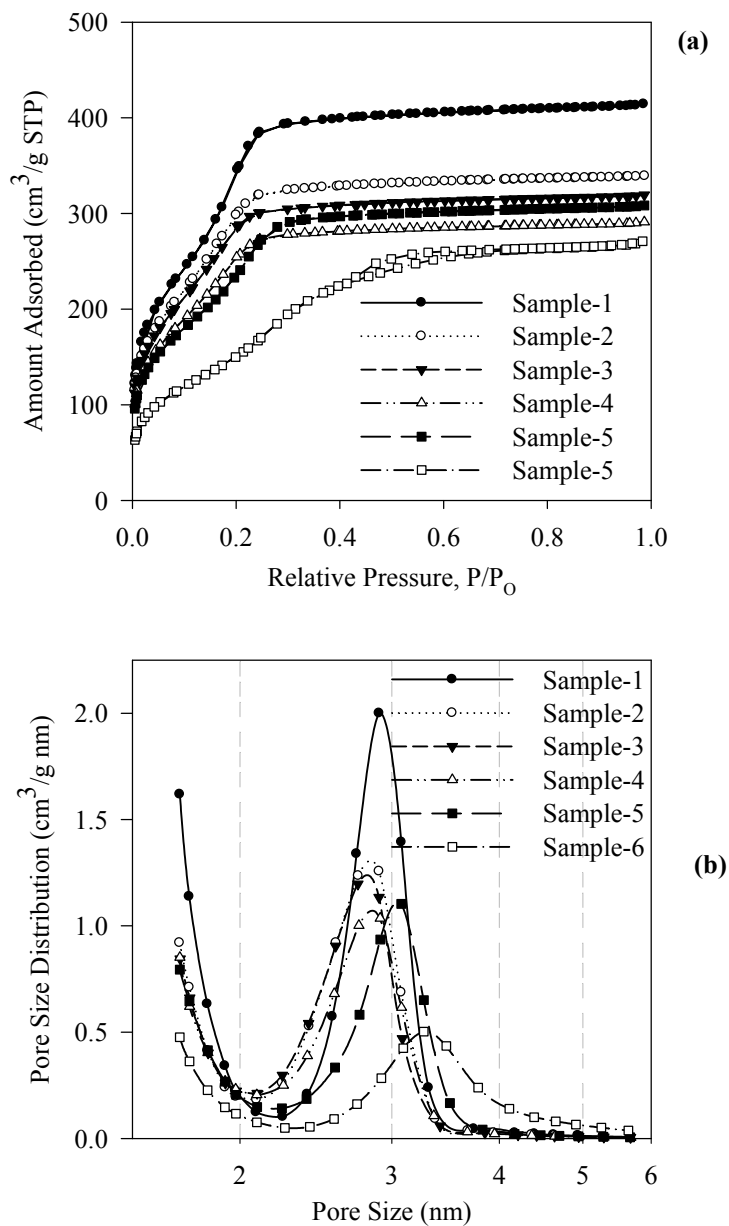 (a)
500
400
300
200
100
0
Amount Adsorbed (cm³/g STP)
Sample-1
Sample-2
Sample-3
Sample-4
Sample-5
Sample-5
0.0 0.2 0.4 0.6 0.8 1.0
Relative Pressure, P/P_O
(b)
2.0
1.5
1.0
0.5
0.0
Pore Size Distribution (cm³/g nm)
Sample-1
Sample-2
Sample-3
Sample-4
Sample-5
Sample-6
2 3 4 5 6
Pore Size (nm)